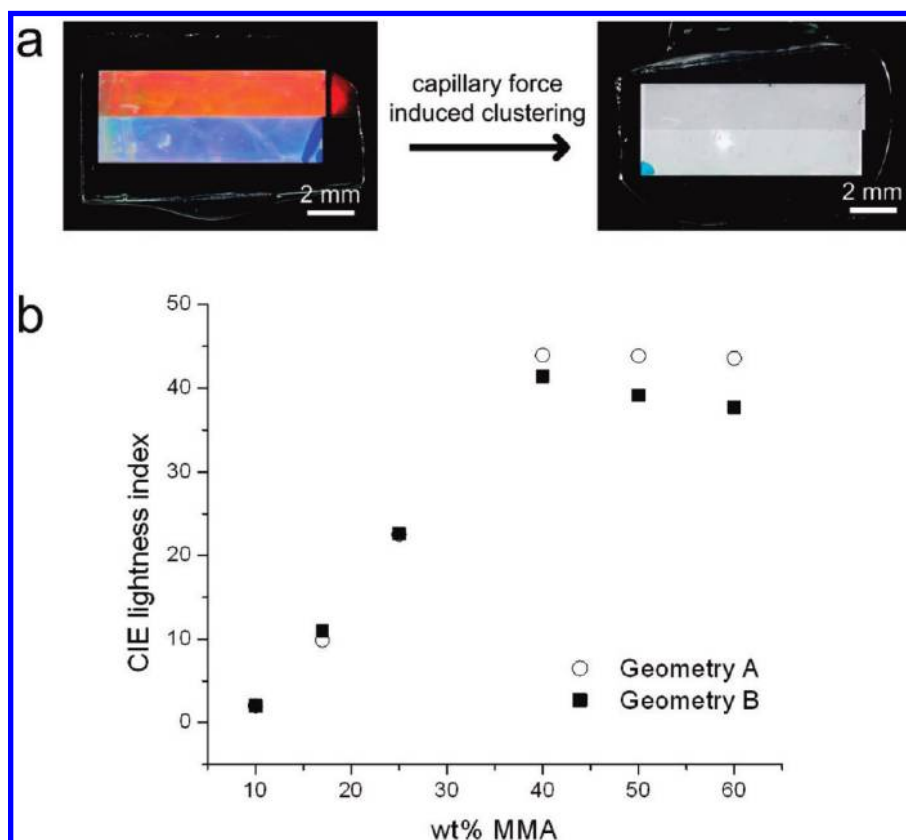 a
capillary force
induced clustering
2 mm
2 mm
b
50
40
30
20
10
0
CIE lightness index
Geometry A
Geometry B
10 20 30 40 50 60
wt% MMA